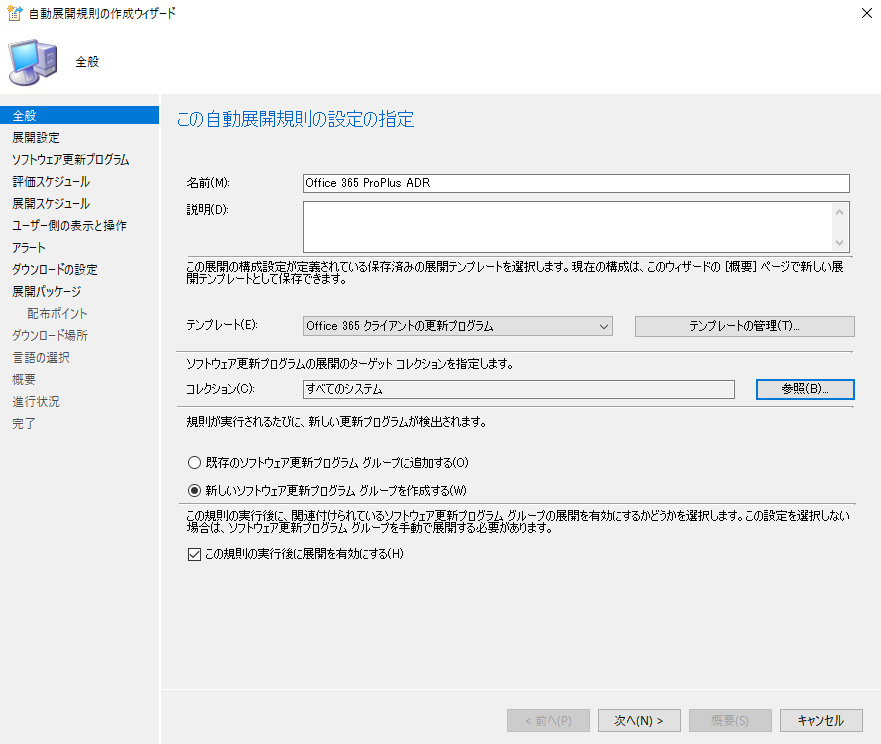 自動展開規則の作成ウィザード
全般
全般
展開設定
ソフトウェア更新プログラム
評価スケジュール
展開スケジュール
ユーザー側の表示と操作
アラート
ダウンロードの設定
展開パッケージ
配布ポイント
ダウンロード場所
言語の選択
概要
進行状況
完了
この自動展開規則の設定の指定
名前(M):
Office 365 ProPlus ADR
説明(D):
この展開の構成設定が定義されている保存済みの展開テンプレートを選択します。現在の構成は、このウィザードの [概要] ページで新しい展
開テンプレートとして保存できます。
テンプレート(E):
Office 365 クライアントの更新プログラム
テンプレートの管理(T)...
ソフトウェア更新プログラムの展開のターゲット コレクションを指定します。
コレクション(C):
すべてのシステム
参照(B)...
規則が実行されるたびに、新しい更新プログラムが検出されます。
既存のソフトウェア更新プログラム グループに追加する(O)
新しいソフトウェア更新プログラム グループを作成する(W)
この規則の実行後に、関連付けられているソフトウェア更新プログラム グループの展開を有効にするかどうかを選択します。この設定を選択しない
場合は、ソフトウェア更新プログラム グループを手動で展開する必要があります。
この規則の実行後に展開を有効にする(H)
< 前へ(P)
次へ(N) >
概要(S)
キャンセル